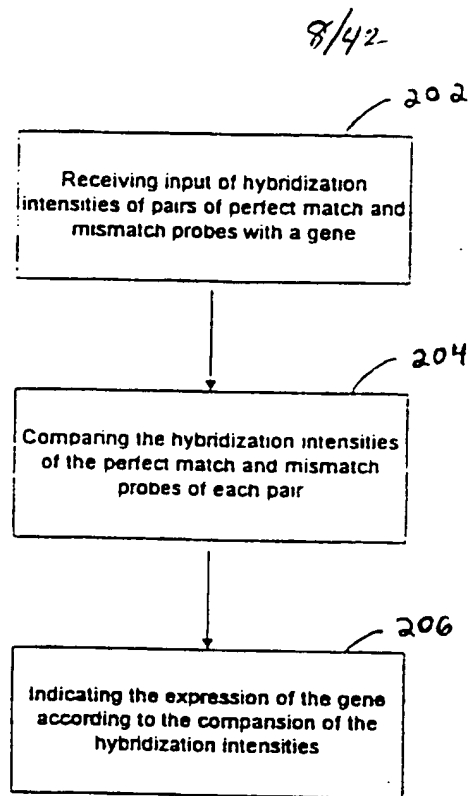 8/42
202
Receiving input of hybridization
intensities of pairs of perfect match and
mismatch probes with a gene
204
Comparing the hybridization intensities
of the perfect match and mismatch
probes of each pair
206
Indicating the expression of the gene
according to the compansion of the
hybridization intensities